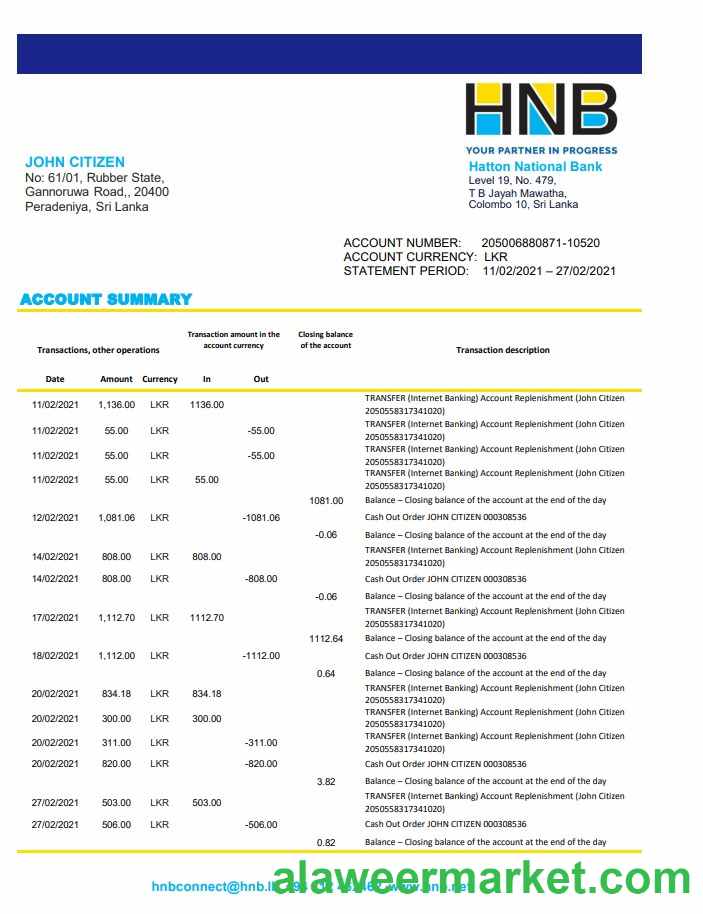 HNB
YOUR PARTNER IN PROGRESS
JOHN CITIZEN
No: 61/01, Rubber State,
Gannoruwa Road,, 20400
Peradeniya, Sri Lanka
Hatton National Bank
Level 19, No. 479,
T B Jayah Mawatha,
Colombo 10, Sri Lanka
ACCOUNT NUMBER: 205006880871-10520
ACCOUNT CURRENCY: LKR
STATEMENT PERIOD: 11/02/2021 – 27/02/2021
ACCOUNT SUMMARY
Transactions, other operations
Transaction amount in the
account currency
Closing balance
of the account
Transaction description
Date Amount Currency In Out
11/02/2021 1,136.00 LKR 1136.00 TRANSFER (Internet Banking) Account Replenishment (John Citizen
2050558317341020)
11/02/2021 55.00 LKR -55.00 TRANSFER (Internet Banking) Account Replenishment (John Citizen
2050558317341020)
11/02/2021 55.00 LKR -55.00 TRANSFER (Internet Banking) Account Replenishment (John Citizen
2050558317341020)
11/02/2021 55.00 LKR 55.00 TRANSFER (Internet Banking) Account Replenishment (John Citizen
2050558317341020)
1081.00 Balance – Closing balance of the account at the end of the day
12/02/2021 1,081.06 LKR -1081.06 Cash Out Order JOHN CITIZEN 000308536
-0.06 Balance – Closing balance of the account at the end of the day
14/02/2021 808.00 LKR 808.00 TRANSFER (Internet Banking) Account Replenishment (John Citizen
2050558317341020)
14/02/2021 808.00 LKR -808.00 Cash Out Order JOHN CITIZEN 000308536
-0.06 Balance – Closing balance of the account at the end of the day
17/02/2021 1,112.70 LKR 1112.70 TRANSFER (Internet Banking) Account Replenishment (John Citizen
2050558317341020)
1112.64 Balance – Closing balance of the account at the end of the day
18/02/2021 1,112.00 LKR -1112.00 Cash Out Order JOHN CITIZEN 000308536
0.64 Balance – Closing balance of the account at the end of the day
20/02/2021 834.18 LKR 834.18 TRANSFER (Internet Banking) Account Replenishment (John Citizen
2050558317341020)
20/02/2021 300.00 LKR 300.00 TRANSFER (Internet Banking) Account Replenishment (John Citizen
2050558317341020)
20/02/2021 311.00 LKR -311.00 TRANSFER (Internet Banking) Account Replenishment (John Citizen
2050558317341020)
20/02/2021 820.00 LKR -820.00 Cash Out Order JOHN CITIZEN 000308536
3.82 Balance – Closing balance of the account at the end of the day
27/02/2021 503.00 LKR 503.00 TRANSFER (Internet Banking) Account Replenishment (John Citizen
2050558317341020)
27/02/2021 506.00 LKR -506.00 Cash Out Order JOHN CITIZEN 000308536
0.82 Balance – Closing balance of the account at the end of the day
alaweermarket.com